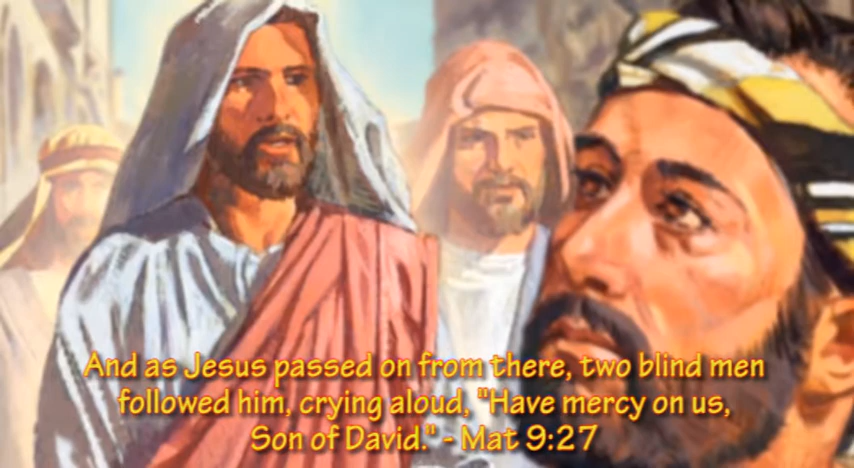 And as Jesus passed on from there, two blind men
followed him, crying aloud, "Have mercy on us,
Son of David." - Mat 9:27